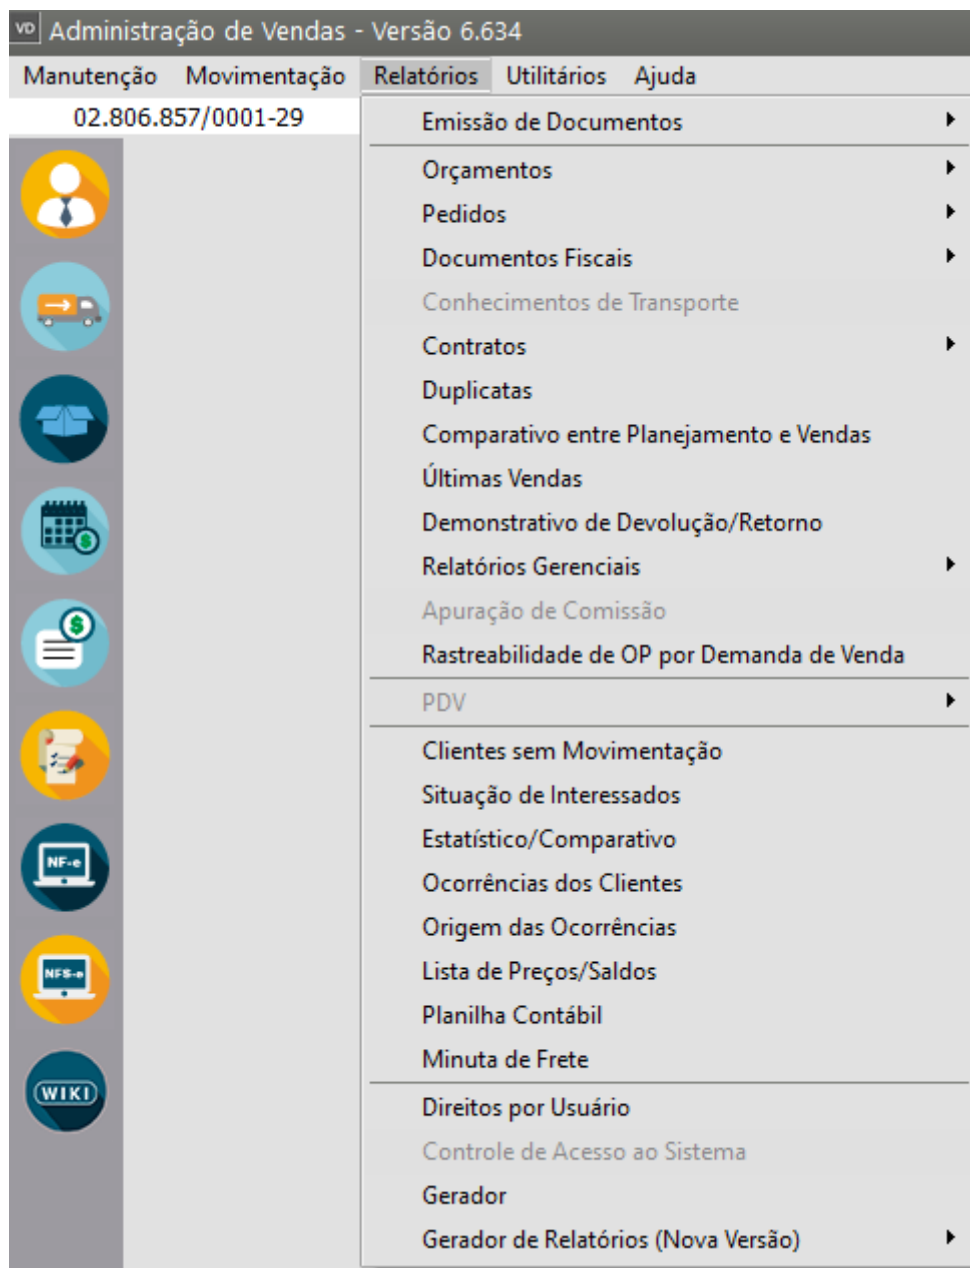 VD Administração de Vendas - Versão 6.634
Manutenção Movimentação Relatórios Utilitários Ajuda
02.806.857/0001-29
Emissão de Documentos
Orçamentos
Pedidos
Documentos Fiscais
Conhecimentos de Transporte
Contratos
Duplicatas
Comparativo entre Planejamento e Vendas
Últimas Vendas
Demonstrativo de Devolução/Retorno
Relatórios Gerenciais
Apuração de Comissão
Rastreabilidade de OP por Demanda de Venda
PDV
Clientes sem Movimentação
Situação de Interessados
Estatístico/Comparativo
Ocorrências dos Clientes
Origem das Ocorrências
Lista de Preços/Saldos
Planilha Contábil
Minuta de Frete
Direitos por Usuário
Controle de Acesso ao Sistema
Gerador
Gerador de Relatórios (Nova Versão)
$
$
NF-e
NFS-e
WIKI